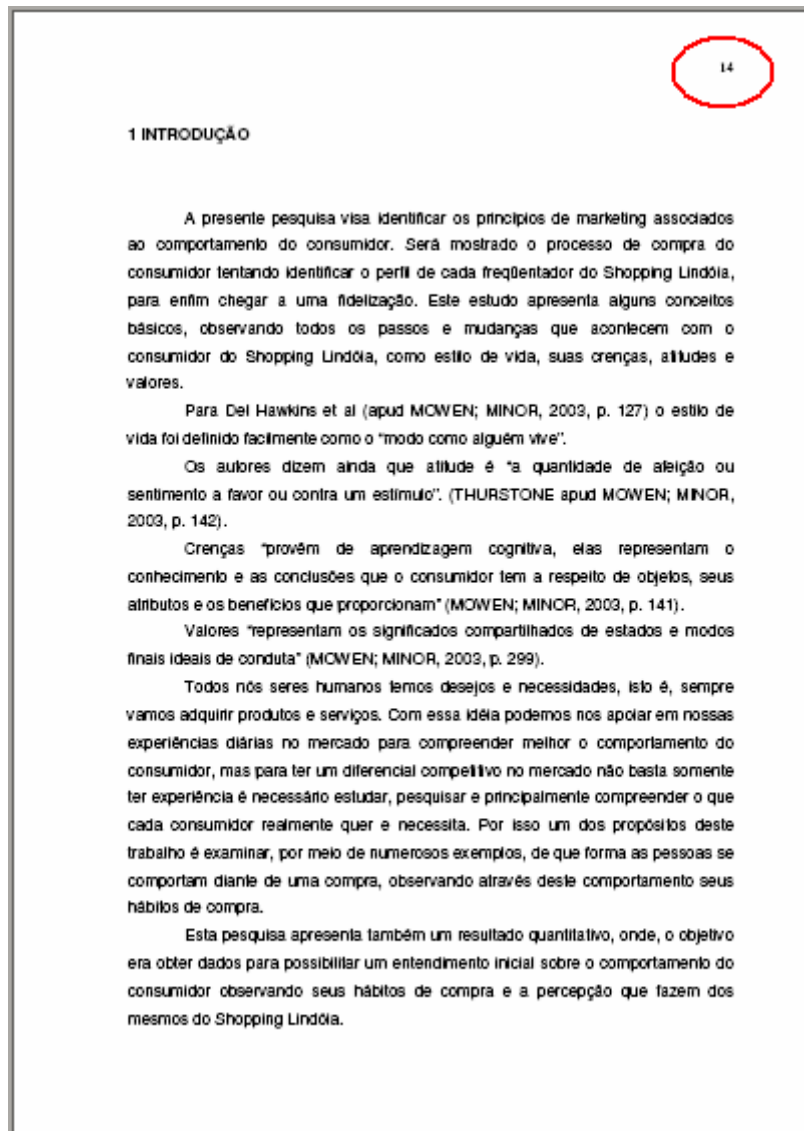 14
1 INTRODUÇÃO
A presente pesquisa visa identificar os princípios de marketing associados
ao comportamento do consumidor. Será mostrado o processo de compra do
consumidor tentando identificar o perfil de cada freqüentador do Shopping Lindóia,
para enfim chegar a uma fidelização. Este estudo apresenta alguns conceitos
básicos, observando todos os passos e mudanças que acontecem com o
consumidor do Shopping Lindóia, como estilo de vida, suas crenças, atitudes e
valores.
Para Del Hawkins et al (apud MOWEN; MINOR, 2003, p. 127) o estilo de
vida foi definido facilmente como o “modo como alguém vive”.
Os autores dizem ainda que atitude é “a quantidade de afeição ou
sentimento a favor ou contra um estímulo”. (THURSTONE apud MOWEN; MINOR,
2003, p. 142).
Crenças “provêm de aprendizagem cognitiva, elas representam o
conhecimento e as conclusões que o consumidor tem a respeito de objetos, seus
atributos e os benefícios que proporcionam” (MOWEN; MINOR, 2003, p. 141).
Valores “representam os significados compartilhados de estados e modos
finais ideais de conduta” (MOWEN; MINOR, 2003, p. 299).
Todos nós seres humanos temos desejos e necessidades, isto é, sempre
vamos adquirir produtos e serviços. Com essa idéia podemos nos apoiar em nossas
experiências diárias no mercado para compreender melhor o comportamento do
consumidor, mas para ter um diferencial competitivo no mercado não basta somente
ter experiência é necessário estudar, pesquisar e principalmente compreender o que
cada consumidor realmente quer e necessita. Por isso um dos propósitos deste
trabalho é examinar, por meio de numerosos exemplos, de que forma as pessoas se
comportam diante de uma compra, observando através deste comportamento seus
hábitos de compra.
Esta pesquisa apresenta também um resultado quantitativo, onde, o objetivo
era obter dados para possibilitar um entendimento inicial sobre o comportamento do
consumidor observando seus hábitos de compra e a percepção que fazem dos
mesmos do Shopping Lindóia.